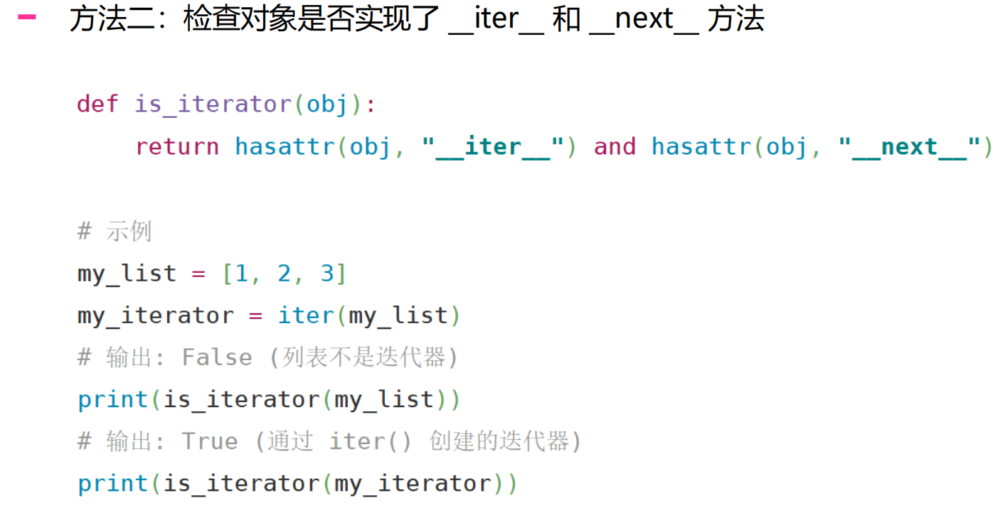 方法二：检查对象是否实现了 __iter__ 和 __next__ 方法
def is_iterator(obj):
    return hasattr(obj, "__iter__") and hasattr(obj, "__next__")
# 示例
my_list = [1, 2, 3]
my_iterator = iter(my_list)
# 输出: False (列表不是迭代器)
print(is_iterator(my_list))
# 输出: True (通过 iter() 创建的迭代器)
print(is_iterator(my_iterator))